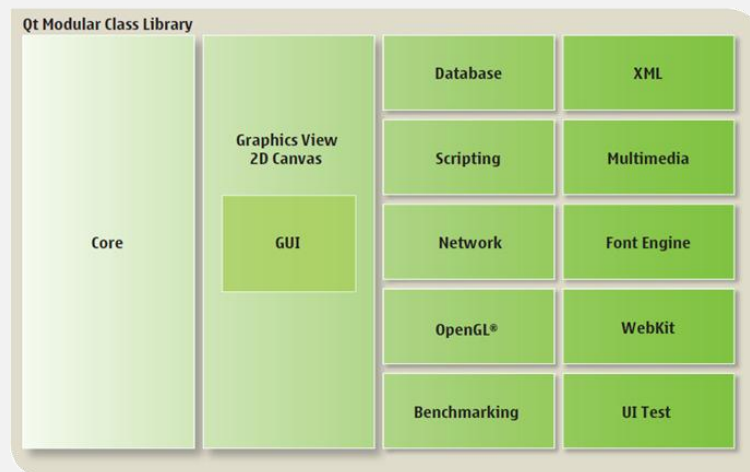 Qt Modular Class Library
Core
Graphics View
2D Canvas
GUI
Database
XML
Scripting
Multimedia
Network
Font Engine
OpenGL®
WebKit
Benchmarking
UI Test